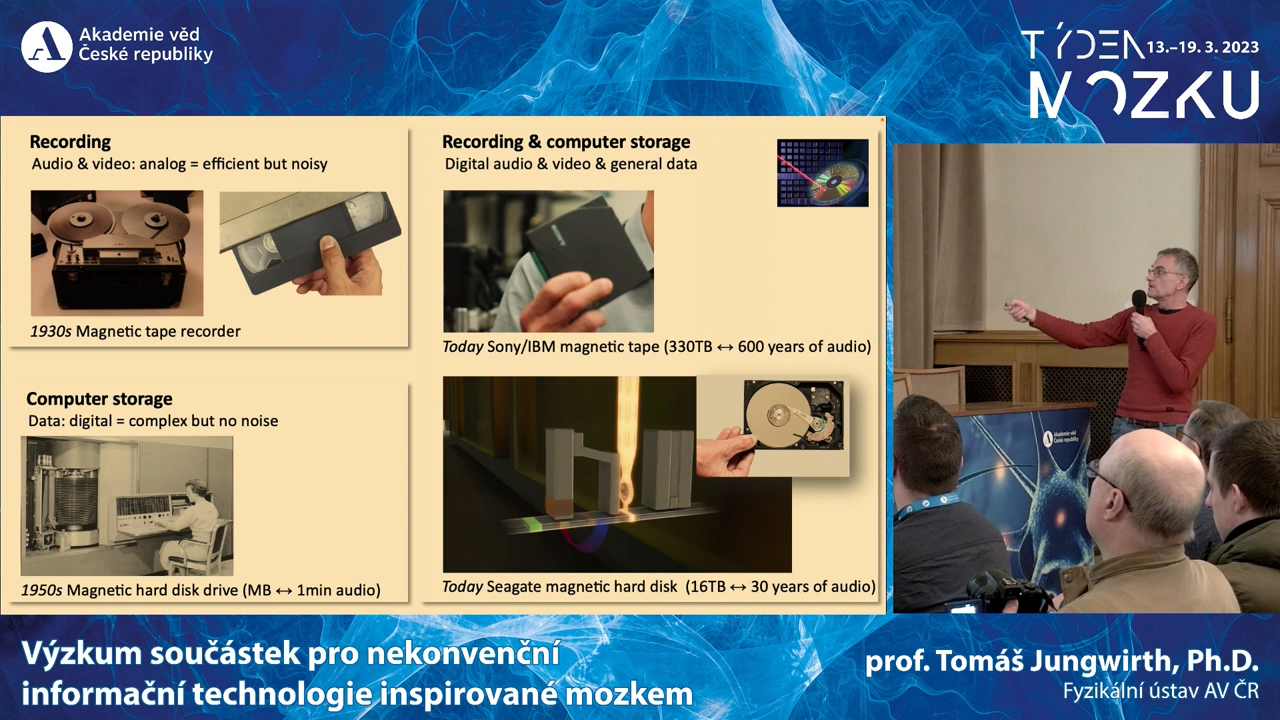 Akademie věd
České republiky
TÝDEN 13.–19. 3. 2023
MOZKU
Recording
Audio & video: analog = efficient but noisy
1930s Magnetic tape recorder
Computer storage
Data: digital = complex but no noise
1950s Magnetic hard disk drive (MB ↔ 1min audio)
Recording & computer storage
Digital audio & video & general data
Today Sony/IBM magnetic tape (330TB ↔ 600 years of audio)
Today Seagate magnetic hard disk (16TB ↔ 30 years of audio)
Akademie věd
České republiky
Výzkum součástek pro nekonvenční
informační technologie inspirované mozkem
prof. Tomáš Jungwirth, Ph.D.
Fyzikální ústav AV ČR